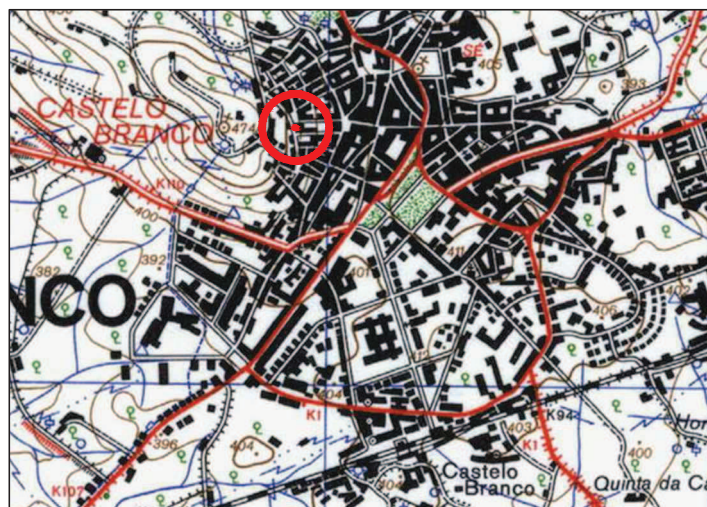 SÉ
405
393
CASTELO
BRANCO
474
K110
400
392
382
NCO
401
411
402
406
412
404
K1
396
404
403
K94
K1
400
Hor
K107
Castelo
Branco
Quinta da Ca